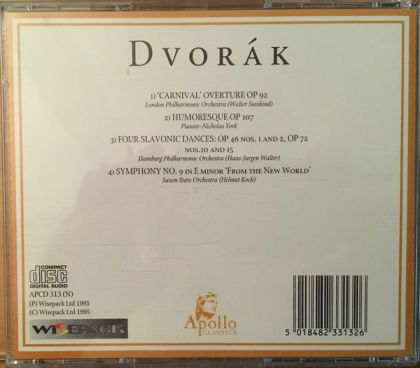 DVORÁK
1) 'CARNIVAL' OVERTURE OP 92
London Philharmonic Orchestra (Walter Susskind)
2) HUMORESQUE OP 107
Pianist–Nicholas York
3) FOUR SLAVONIC DANCES: OP 46 NOS. 1 AND 2, OP 72
NOS.10 AND 15
Hamburg Philharmonic Orchestra (Hans-Jurgen Walter)
4) SYMPHONY NO. 9 IN E MINOR 'FROM THE NEW WORLD'
Saxon State Orchestra (Helmut Koch)
COMPACT
disc
DIGITAL AUDIO
APCD 313 (N)
(P) Wisepack Ltd 1995
(C) Wisepack Ltd 1995
WISEPACK
Apollo
CLASSICS
5 018482 331326